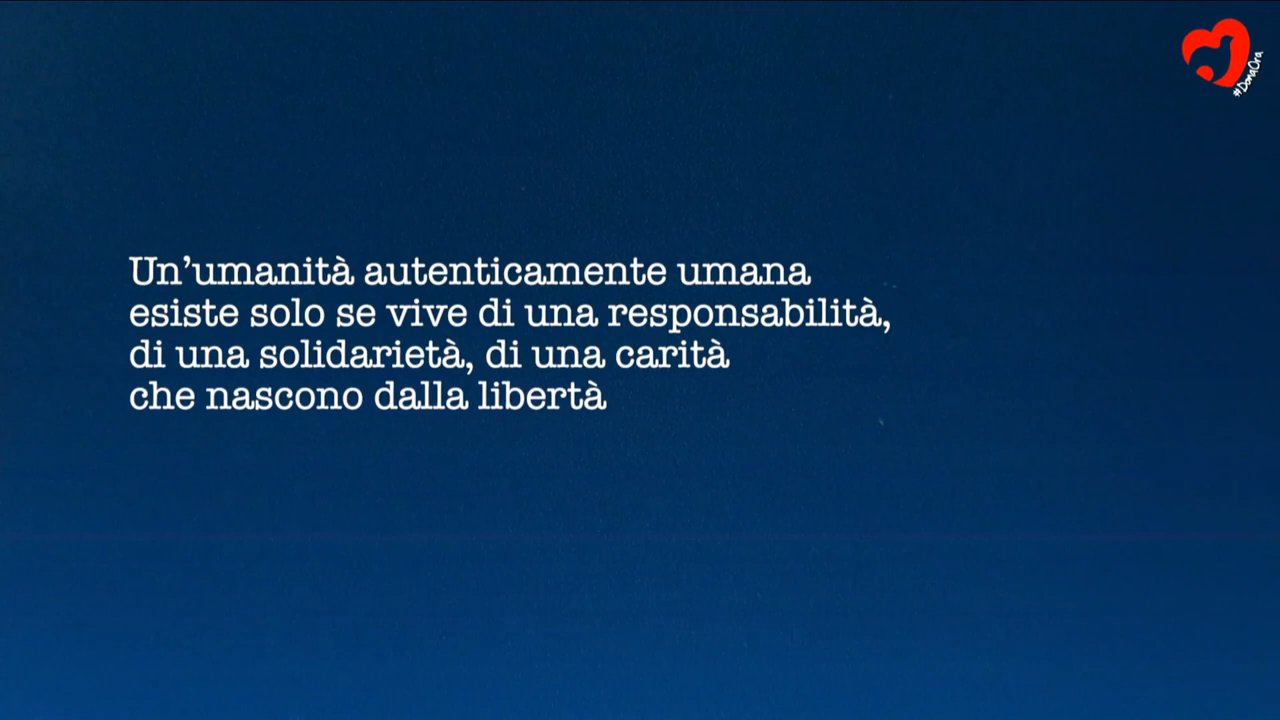 #DonaOra
Un’umanità autenticamente umana
esiste solo se vive di una responsabilità,
di una solidarietà, di una carità
che nascono dalla libertà